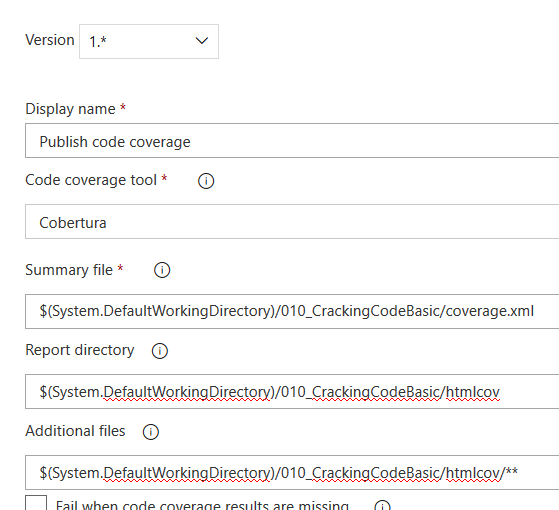 Version 1.*
Display name *
Publish code coverage
Code coverage tool *
Cobertura
Summary file *
$(System.DefaultWorkingDirectory)/010_CrackingCodeBasic/coverage.xml
Report directory
$(System.DefaultWorkingDirectory)/010_CrackingCodeBasic/htmlcov
Additional files
$(System.DefaultWorkingDirectory)/010_CrackingCodeBasic/htmlcov/**
Fail when code coverage results are missing